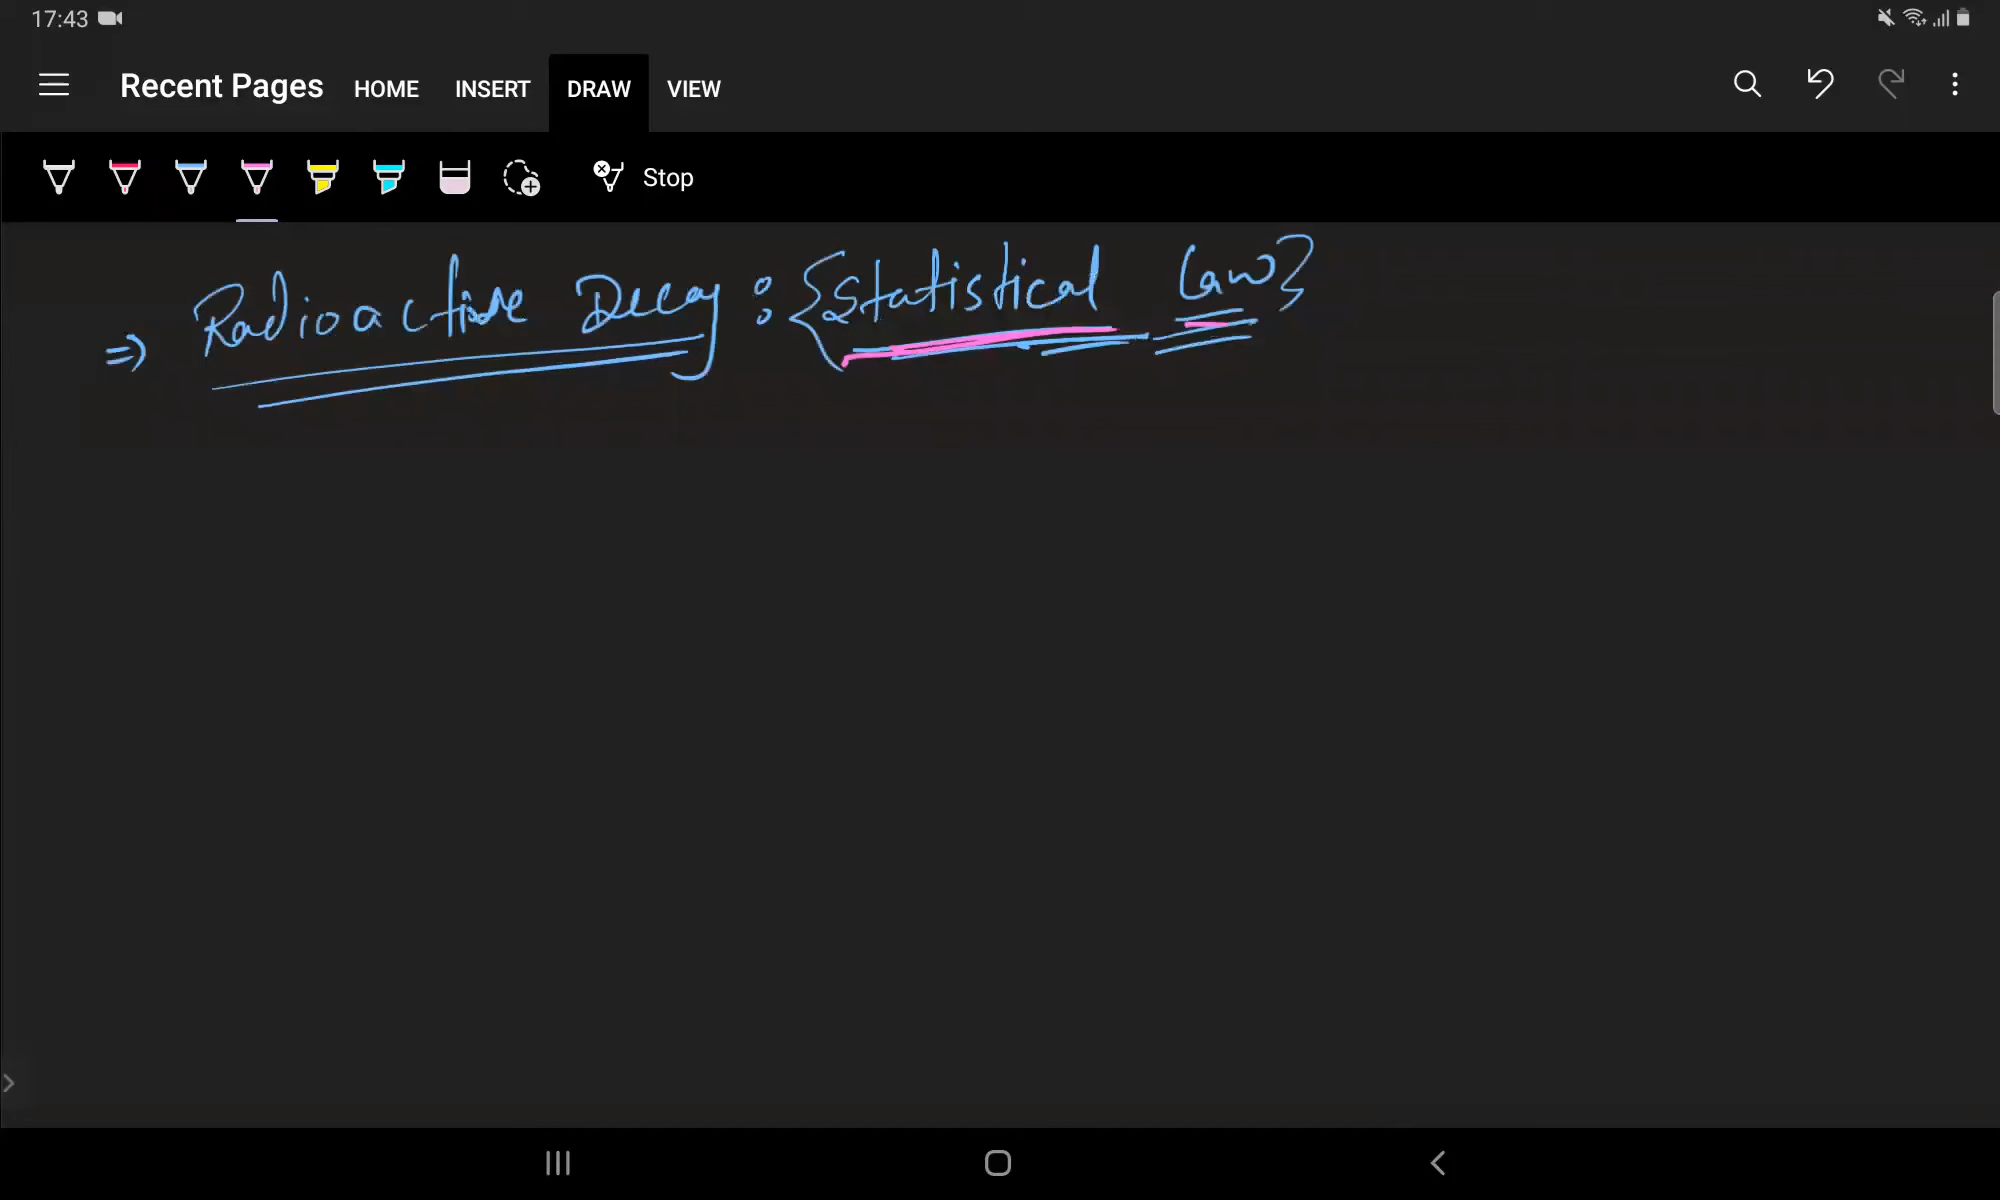 17:43
Recent Pages HOME INSERT DRAW VIEW
Stop
⇒ Radioactive Decay : {Statistical Law}